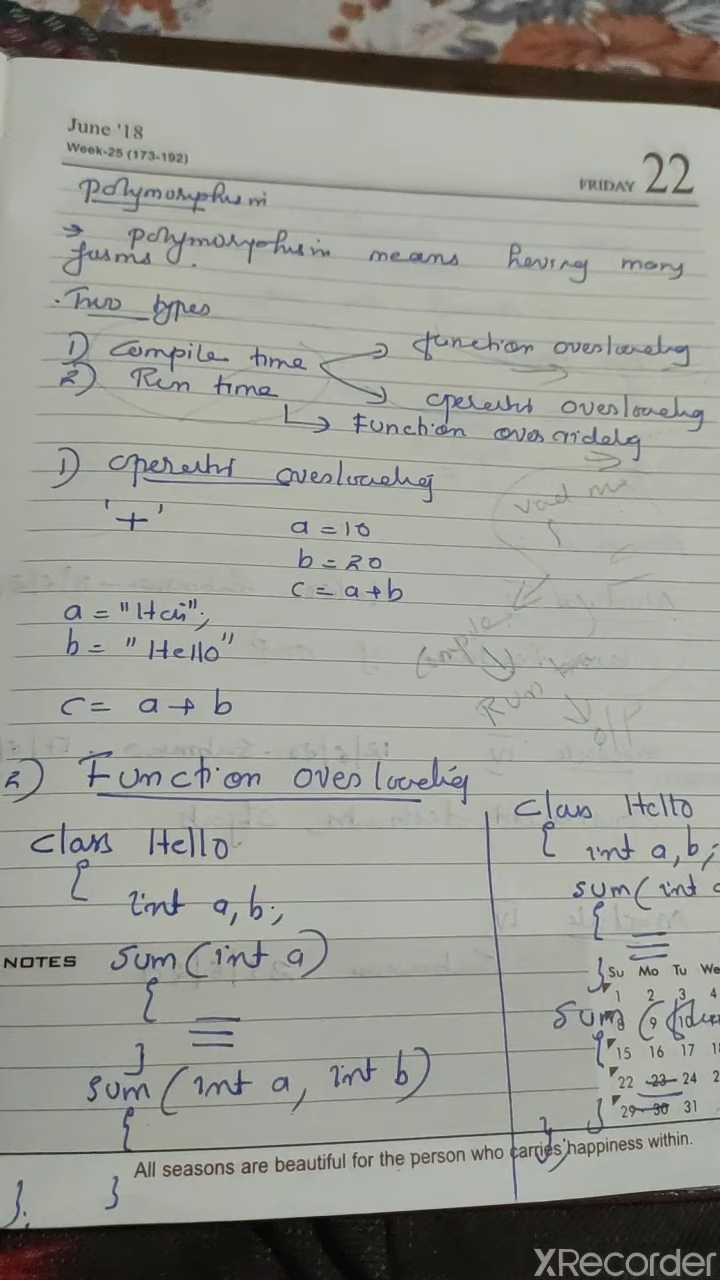 June '18
Week-25 (173-192)
FRIDAY 22
Polymorphism
→ polymorphism means having many
forms.
Two types
1) Compile time → function overloading
→ operator overloading
2) Run time
↳ Function overriding
1) operator overloading
'+'
a = 10
b = 20
c = a+b
a = "Hai";
b = "Hello"
c = a + b
void
compile
Run
2) Function overloading
class Hello
{
int a, b;
NOTES
sum (int a)
{
}
sum (int a, int b)
{
}
}.
class Hello
{
int a, b;
sum (int
{
}
sum (
{
}
}
Su Mo Tu We
1 2 3 4
9
15 16 17
22 23 24
29 30 31
All seasons are beautiful for the person who carries happiness within.
XRecorder